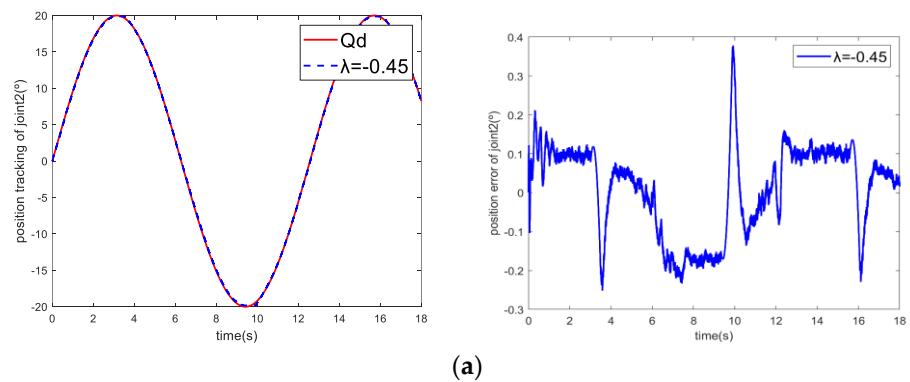 position tracking of joint2(°)
20
15
10
5
0
-5
-10
-15
-20
Qd
λ=-0.45
0 2 4 6 8 10 12 14 16 18
time(s)
position error of joint2(°)
0.4
0.3
0.2
0.1
0
-0.1
-0.2
-0.3
λ=-0.45
0 2 4 6 8 10 12 14 16 18
time(s)
(a)